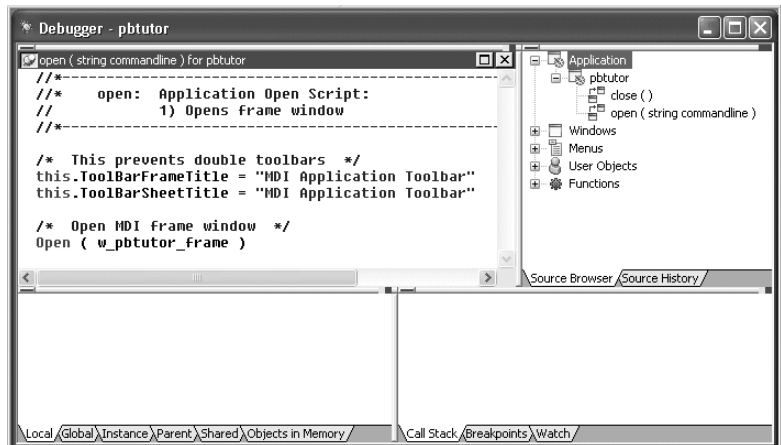 Debugger - pbtutor
open ( string commandline ) for pbtutor
//*-------------------------------------------------------
//*    open:  Application Open Script:
//            1) Opens frame window
//*-------------------------------------------------------
/*  This prevents double toolbars  */
this.ToolBarFrameTitle = "MDI Application Toolbar"
this.ToolBarSheetTitle = "MDI Application Toolbar"
/*  Open MDI frame window  */
Open ( w_pbtutor_frame )
Application
pbtutor
close ( )
open ( string commandline )
Windows
Menus
User Objects
Functions
Source Browser Source History
Local Global Instance Parent Shared Objects in Memory
Call Stack Breakpoints Watch